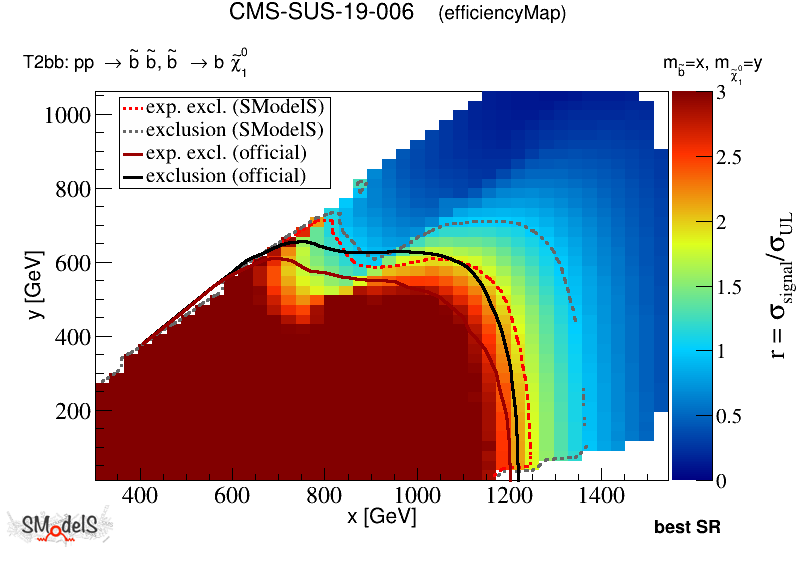 CMS-SUS-19-006 (efficiencyMap)
T2bb: pp → b̃ b̃, b̃ → b χ̃⁰₁
m_b̃=x, m_χ̃⁰₁=y
exp. excl. (SModelS)
exclusion (SModelS)
exp. excl. (official)
exclusion (official)
1000
800
600
400
200
y [GeV]
400 600 800 1000 1200 1400
x [GeV]
3
2.5
2
1.5
1
0.5
0
r = σ_signal/σ_UL
SModelS
best SR